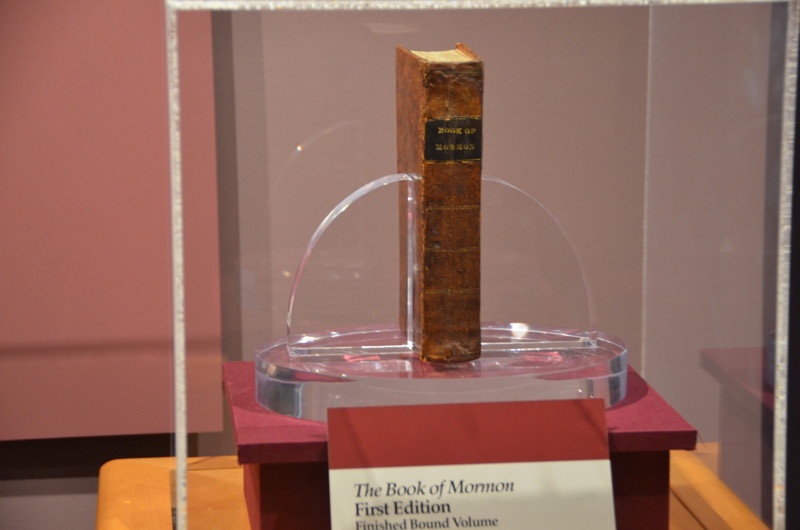 BOOK OF
MORMON
The Book of Mormon
First Edition
Finished Bound Volume